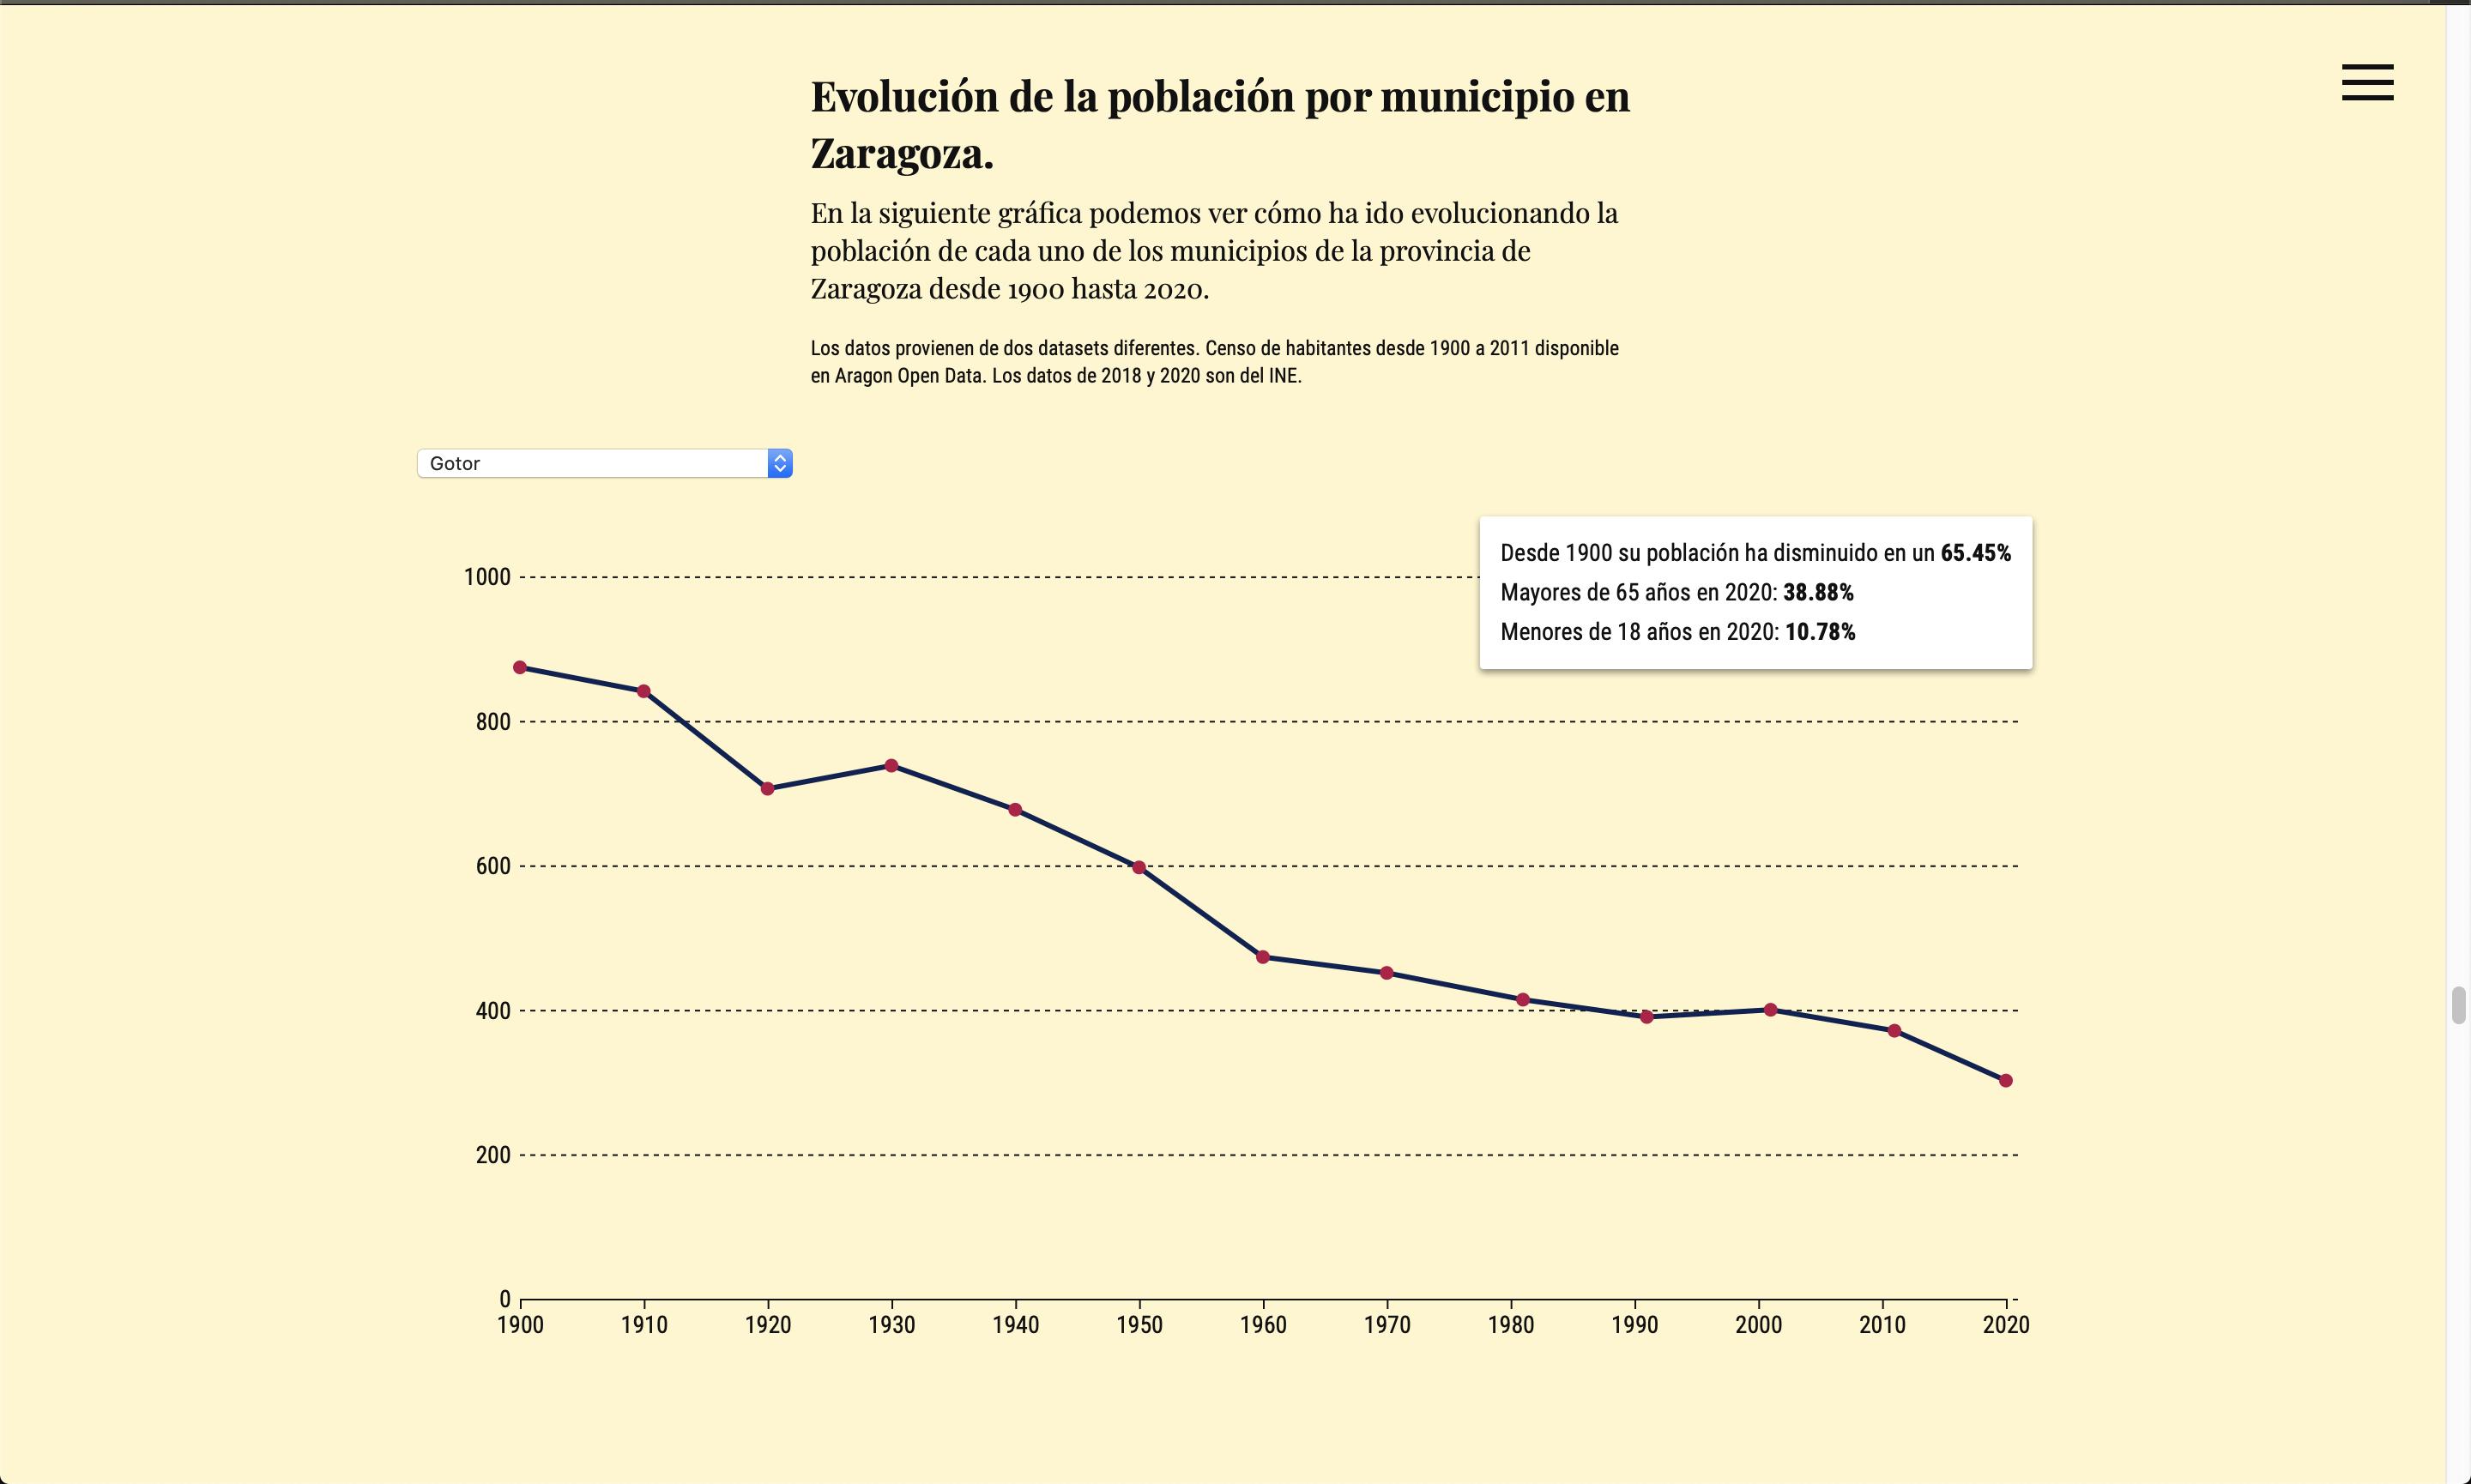 Evolución de la población por municipio en
Zaragoza.
En la siguiente gráfica podemos ver cómo ha ido evolucionando la
población de cada uno de los municipios de la provincia de
Zaragoza desde 1900 hasta 2020.
Los datos provienen de dos datasets diferentes. Censo de habitantes desde 1900 a 2011 disponible
en Aragon Open Data. Los datos de 2018 y 2020 son del INE.
Gotor
Desde 1900 su población ha disminuido en un 65.45%
Mayores de 65 años en 2020: 38.88%
Menores de 18 años en 2020: 10.78%
1000
800
600
400
200
0
1900 1910 1920 1930 1940 1950 1960 1970 1980 1990 2000 2010 2020